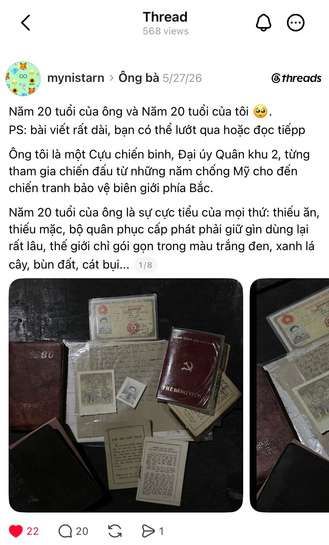 Thread
568 views
mynistarn > Ông bà 5/27/26
threads
Năm 20 tuổi của ông và Năm 20 tuổi của tôi 🥹.
PS: bài viết rất dài, bạn có thể lướt qua hoặc đọc tiếpp
Ông tôi là một Cựu chiến binh, Đại úy Quân khu 2, từng
tham gia chiến đấu từ những năm chống Mỹ cho đến
chiến tranh bảo vệ biên giới phía Bắc.
Năm 20 tuổi của ông là sự cực tiểu của mọi thứ: thiếu ăn,
thiếu mặc, bộ quân phục cấp phát phải giữ gìn dùng lại
rất lâu, thế giới chỉ gói gọn trong màu trắng đen, xanh lá
cây, bùn đất, cát bụi... 1/8
THẺ ĐẢNG VIÊN
22
20
1